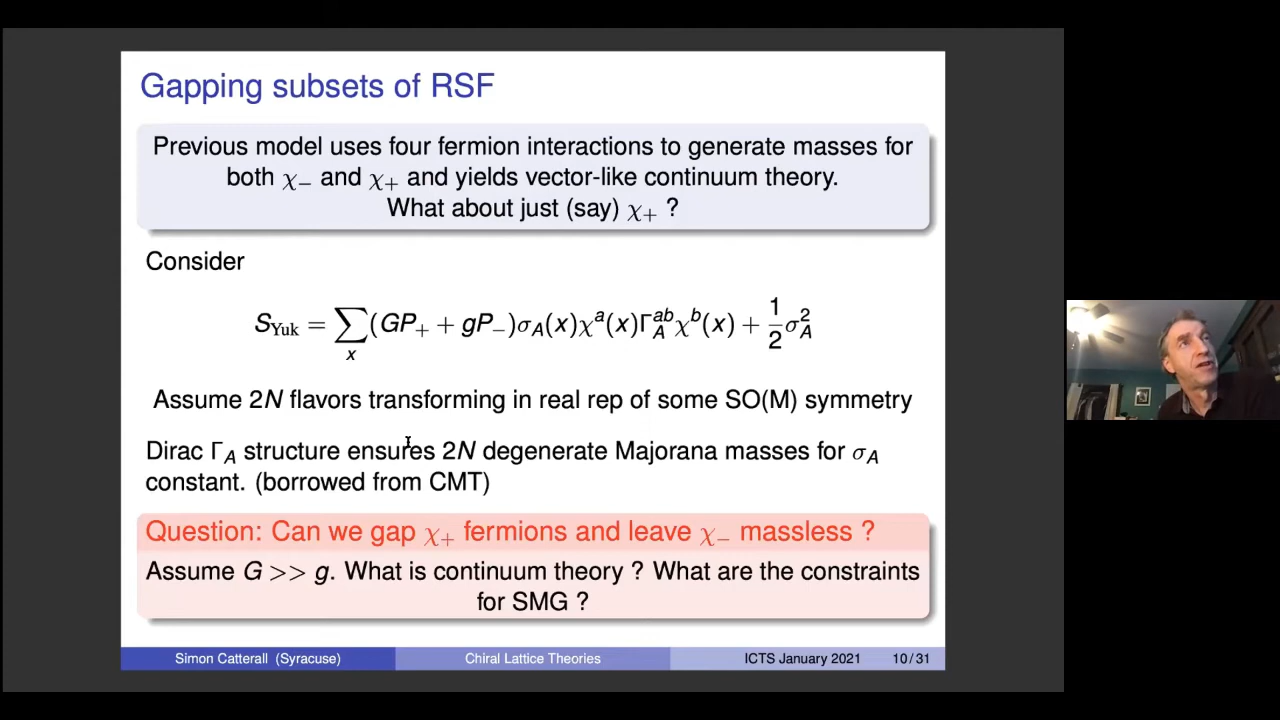 Gapping subsets of RSF
Previous model uses four fermion interactions to generate masses for
both χ₋ and χ₊ and yields vector-like continuum theory.
What about just (say) χ₊ ?
Consider
S_Yuk = ∑_x (GP₊ + gP₋)σ_A(x)χ^a(x)Γ_A^{ab}χ^b(x) + 1/2 σ_A^2
Assume 2N flavors transforming in real rep of some SO(M) symmetry
Dirac Γ_A structure ensures 2N degenerate Majorana masses for σ_A
constant. (borrowed from CMT)
Question: Can we gap χ₊ fermions and leave χ₋ massless ?
Assume G >> g. What is continuum theory ? What are the constraints
for SMG ?
Simon Catterall (Syracuse) Chiral Lattice Theories ICTS January 2021 10/31